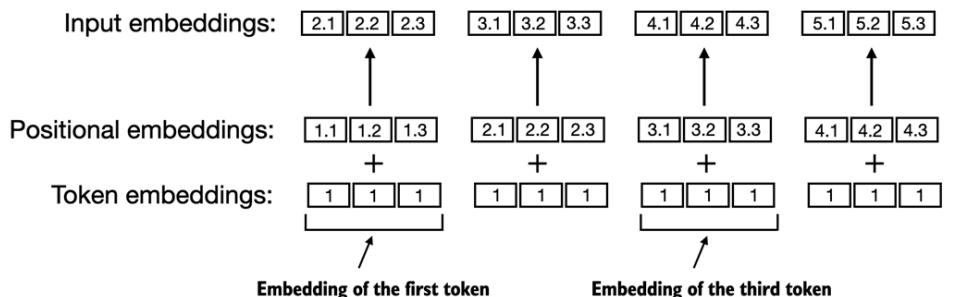 Input embeddings: 2.1 2.2 2.3 3.1 3.2 3.3 4.1 4.2 4.3 5.1 5.2 5.3
Positional embeddings: 1.1 1.2 1.3 2.1 2.2 2.3 3.1 3.2 3.3 4.1 4.2 4.3
+ + + +
Token embeddings: 1 1 1 1 1 1 1 1 1 1 1 1
Embedding of the first token Embedding of the third token